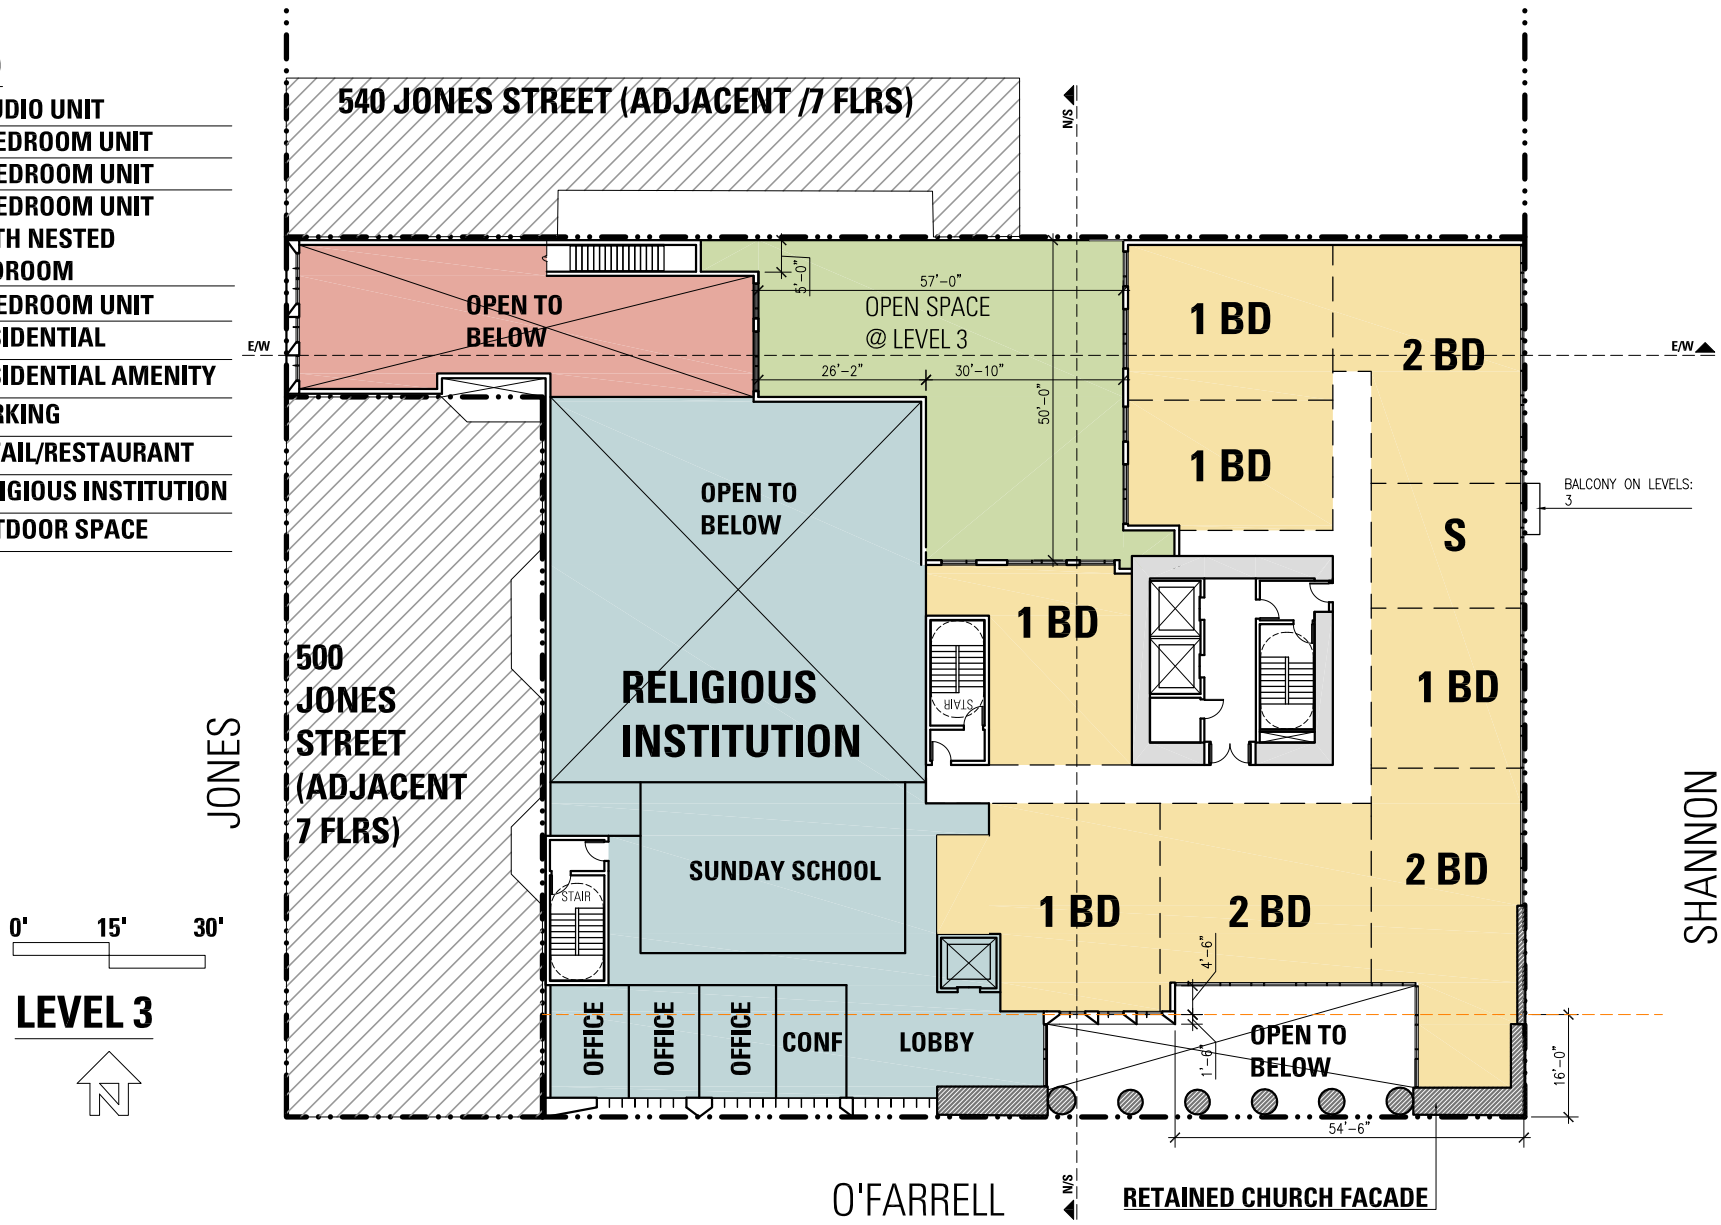 UDIO UNIT
EDROOM UNIT
EDROOM UNIT
EDROOM UNIT
TH NESTED
DROOM
EDROOM UNIT
SIDENTIAL
SIDENTIAL AMENITY
RKING
TAIL/RESTAURANT
IGIOUS INSTITUTION
TDOOR SPACE
540 JONES STREET (ADJACENT /7 FLRS)
N/S
E/W
E/W
OPEN TO
BELOW
5'-0"
57'-0"
OPEN SPACE
@ LEVEL 3
26'-2"
30'-10"
50'-0"
1 BD
2 BD
1 BD
BALCONY ON LEVELS:
3
S
OPEN TO
BELOW
1 BD
STAIR
RELIGIOUS
INSTITUTION
1 BD
500
JONES
STREET
(ADJACENT
7 FLRS)
JONES
SHANNON
SUNDAY SCHOOL
STAIR
1 BD
2 BD
2 BD
4'-6"
0'
15'
30'
LEVEL 3
N
OFFICE
OFFICE
OFFICE
CONF
LOBBY
OPEN TO
BELOW
1'-6"
16'-0"
54'-6"
O'FARRELL
N/S
RETAINED CHURCH FACADE